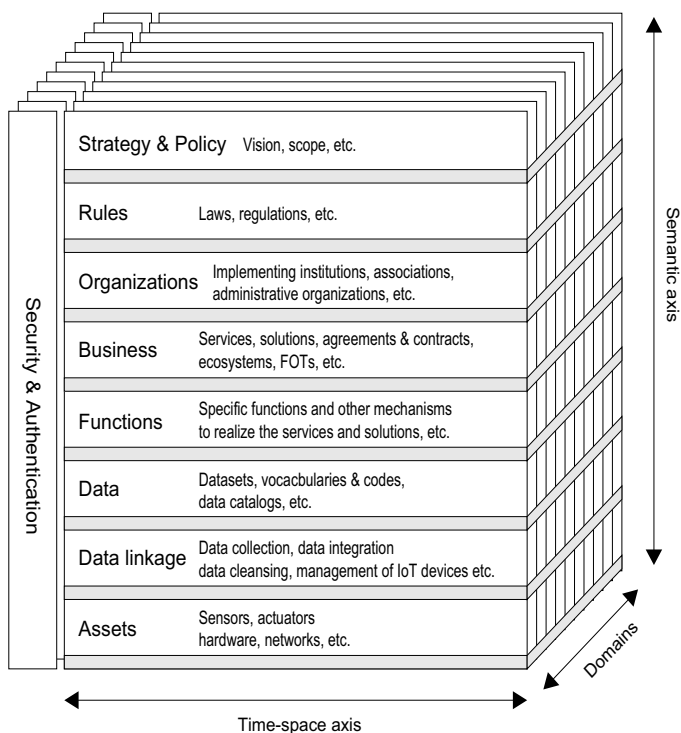 Strategy & Policy Vision, scope, etc.
Rules Laws, regulations, etc.
Organizations Implementing institutions, associations,
administrative organizations, etc.
Business Services, solutions, agreements & contracts,
ecosystems, FOTs, etc.
Functions Specific functions and other mechanisms
to realize the services and solutions, etc.
Data Datasets, vocacbularies & codes,
data catalogs, etc.
Data linkage Data collection, data integration
data cleansing, management of IoT devices etc.
Assets Sensors, actuators
hardware, networks, etc.
Security & Authentication
Semantic axis
Domains
Time-space axis